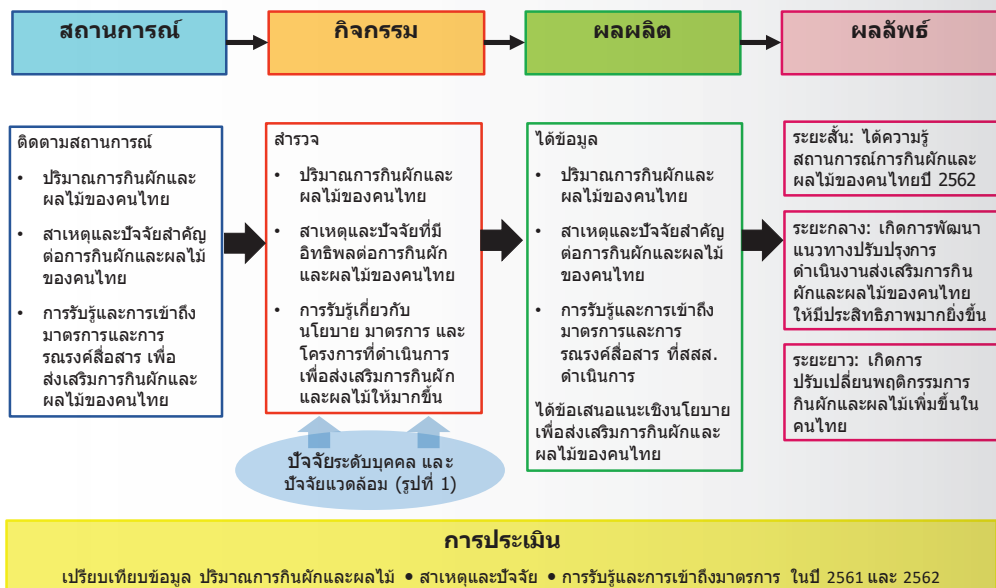 สถานการณ์
กิจกรรม
ผลผลิต
ผลลัพธ์
ติดตามสถานการณ์
• ปริมาณการกินผักและ
ผลไม้ของคนไทย
• สาเหตุและปัจจัยสำคัญ
ต่อการกินผักและผลไม้
ของคนไทย
• การรับรู้และการเข้าถึง
มาตรการและการ
รณรงค์สื่อสาร เพื่อ
ส่งเสริมการกินผักและ
ผลไม้ของคนไทย
สำรวจ
• ปริมาณการกินผักและ
ผลไม้ของคนไทย
• สาเหตุและปัจจัยที่มี
อิทธิพลต่อการกินผัก
และผลไม้ของคนไทย
• การรับรู้เกี่ยวกับ
นโยบาย มาตรการ และ
โครงการที่ดำเนินการ
เพื่อส่งเสริมการกินผัก
และผลไม้ให้มากขึ้น
ปัจจัยระดับบุคคล และ
ปัจจัยแวดล้อม (รูปที่ 1)
ได้ข้อมูล
• ปริมาณการกินผักและ
ผลไม้ของคนไทย
• สาเหตุและปัจจัยสำคัญ
ต่อการกินผักและผลไม้
ของคนไทย
• การรับรู้และการเข้าถึง
มาตรการและการ
รณรงค์สื่อสาร ที่สสส.
ดำเนินการ
ได้ข้อเสนอแนะเชิงนโยบาย
เพื่อส่งเสริมการกินผักและ
ผลไม้ของคนไทย
ระยะสั้น: ได้ความรู้
สถานการณ์การกินผักและ
ผลไม้ของคนไทยปี 2562
ระยะกลาง: เกิดการพัฒนา
แนวทางปรับปรุงการ
ดำเนินงานส่งเสริมการกิน
ผักและผลไม้ของคนไทย
ให้มีประสิทธิภาพมากยิ่งขึ้น
ระยะยาว: เกิดการ
ปรับเปลี่ยนพฤติกรรมการ
กินผักและผลไม้เพิ่มขึ้นใน
คนไทย
การประเมิน
เปรียบเทียบข้อมูล ปริมาณการกินผักและผลไม้ • สาเหตุและปัจจัย • การรับรู้และการเข้าถึงมาตรการ ในปี 2561 และ 2562